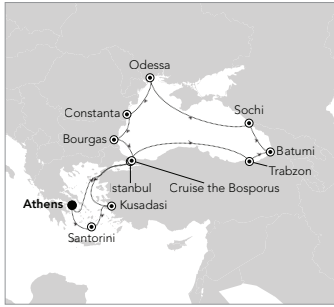 Odessa
Constanta
Sochi
Bourgas
Batumi
Trabzon
stanbul
Cruise the Bosporus
Athens
Kusadasi
Santorini